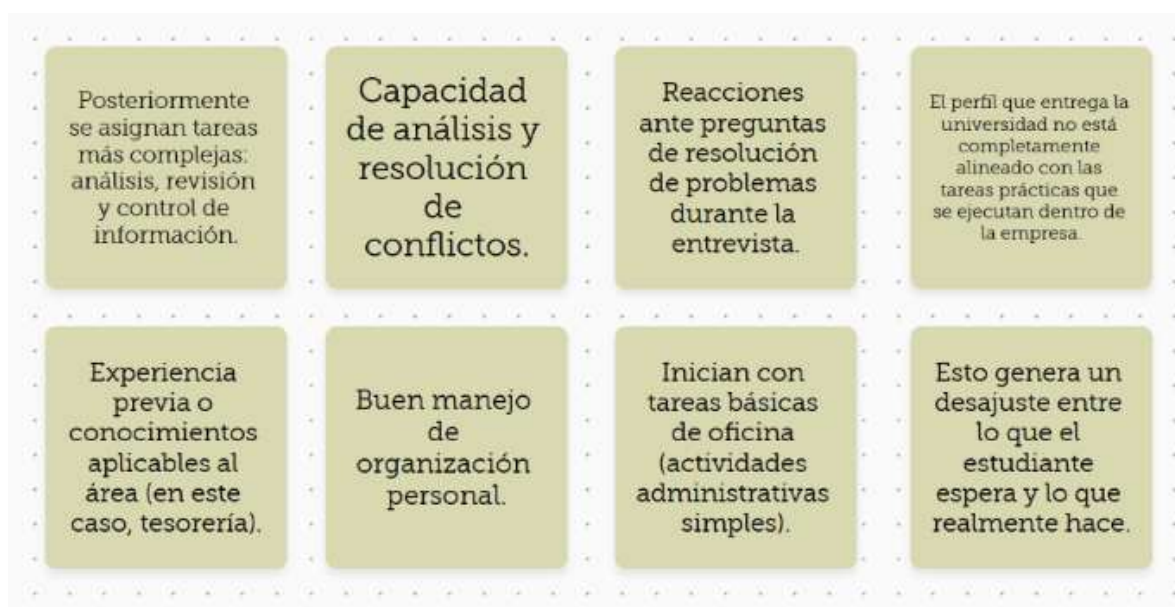 Posteriormente
se asignan tareas
más complejas:
análisis, revisión
y control de
información.
Capacidad
de análisis y
resolución
de
conflictos.
Reacciones
ante preguntas
de resolución
de problemas
durante la
entrevista.
El perfil que entrega la
universidad no está
completamente
alineado con las
tareas prácticas que
se ejecutan dentro de
la empresa.
Experiencia
previa o
conocimientos
aplicables al
área (en este
caso, tesorería).
Buen manejo
de
organización
personal.
Inician con
tareas básicas
de oficina
(actividades
administrativas
simples).
Esto genera un
desajuste entre
lo que el
estudiante
espera y lo que
realmente hace.